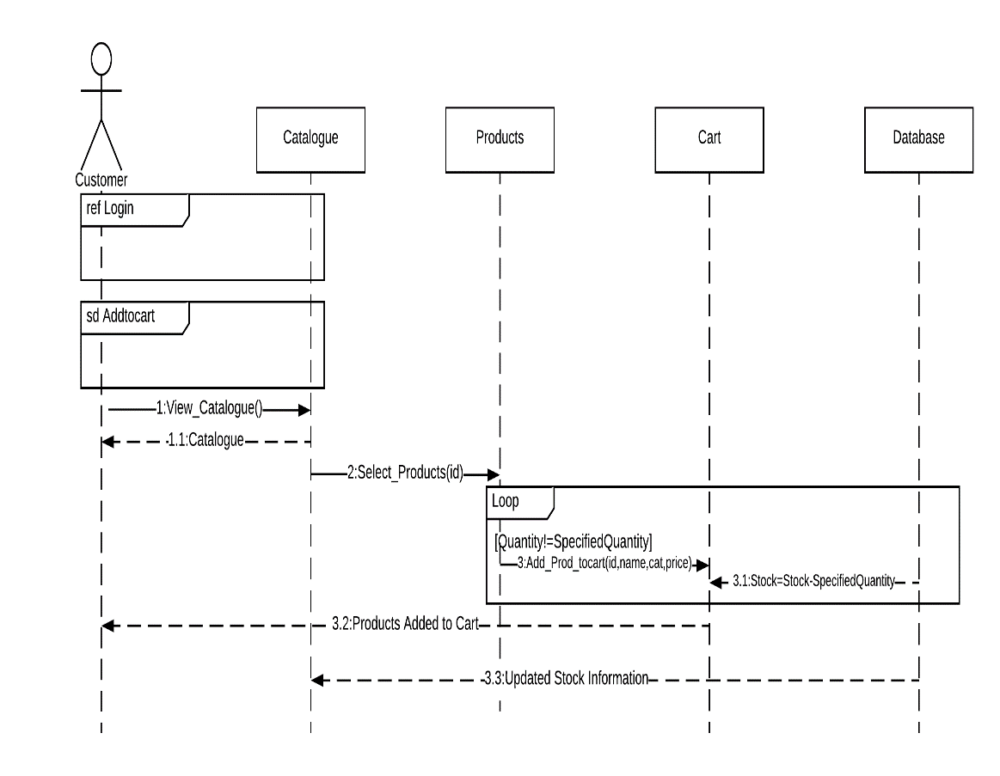 Catalogue
Products
Cart
Database
Customer
ref Login
sd Addtocart
1:View_Catalogue()
1.1:Catalogue
2:Select_Products(id)
Loop
[Quantity!=SpecifiedQuantity]
3:Add_Prod_tocart(id,name,cat,price)
3.1:Stock=Stock-SpecifiedQuantity
3.2:Products Added to Cart
3.3:Updated Stock Information